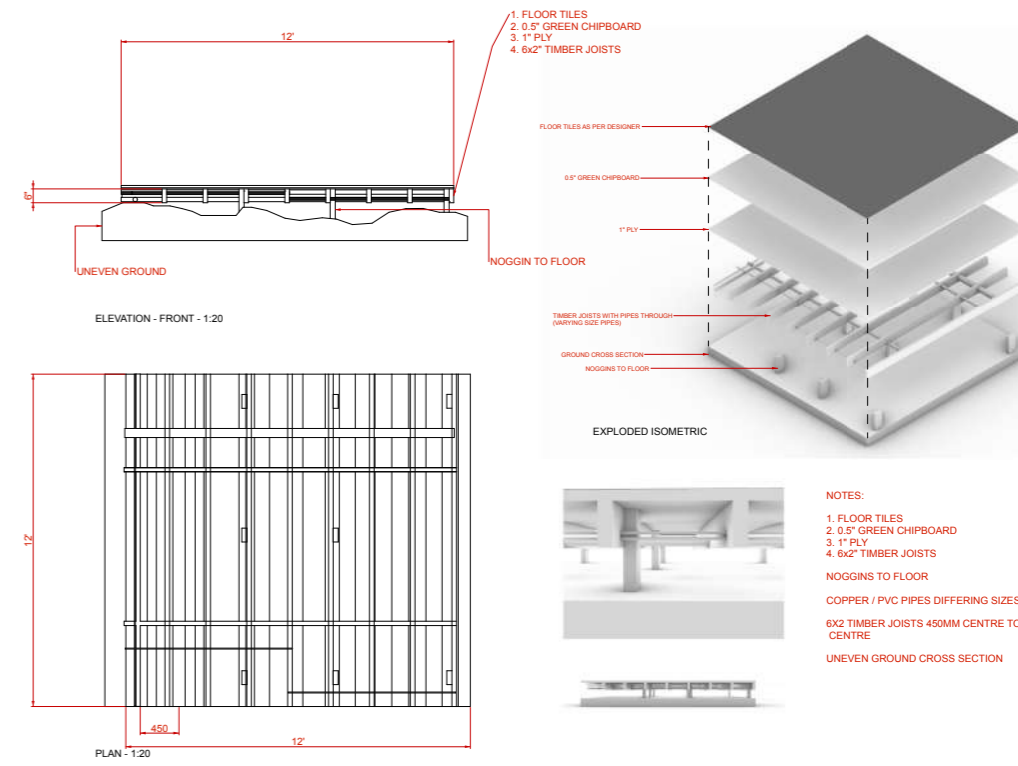 1. FLOOR TILES
2. 0.5" GREEN CHIPBOARD
3. 1" PLY
4. 6x2" TIMBER JOISTS
12'
6"
UNEVEN GROUND
NOGGIN TO FLOOR
ELEVATION - FRONT - 1:20
FLOOR TILES AS PER DESIGNER
0.5" GREEN CHIPBOARD
1" PLY
TIMBER JOISTS WITH PIPES THROUGH
(VARYING SIZE PIPES)
GROUND CROSS SECTION
NOGGINS TO FLOOR
EXPLODED ISOMETRIC
12'
450
12'
PLAN - 1:20
NOTES:
1. FLOOR TILES
2. 0.5" GREEN CHIPBOARD
3. 1" PLY
4. 6x2" TIMBER JOISTS
NOGGINS TO FLOOR
COPPER / PVC PIPES DIFFERING SIZES
6X2 TIMBER JOISTS 450MM CENTRE TO
CENTRE
UNEVEN GROUND CROSS SECTION